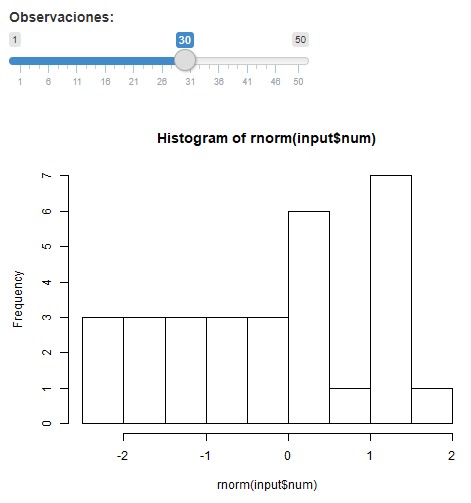 Observaciones:
1 30 50
1 6 11 16 21 26 31 36 41 46 50
Histogram of rnorm(input$num)
Frequency
7
6
5
4
3
2
1
0
-2 -1 0 1 2
rnorm(input$num)